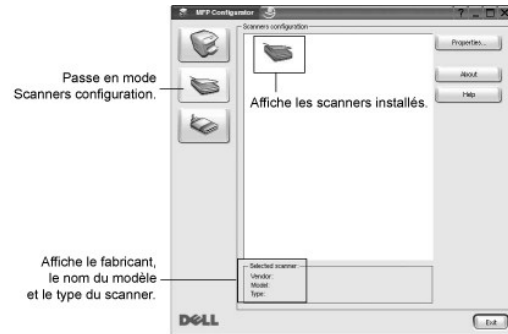 MFP Configurator
Scanners configuration
Properties...
About
Help
Passe en mode
Scanners configuration.
Affiche les scanners installés.
Affiche le fabricant,
le nom du modèle
et le type du scanner.
Selected scanner:
Vendor:
Model:
Type:
DELL
Exit